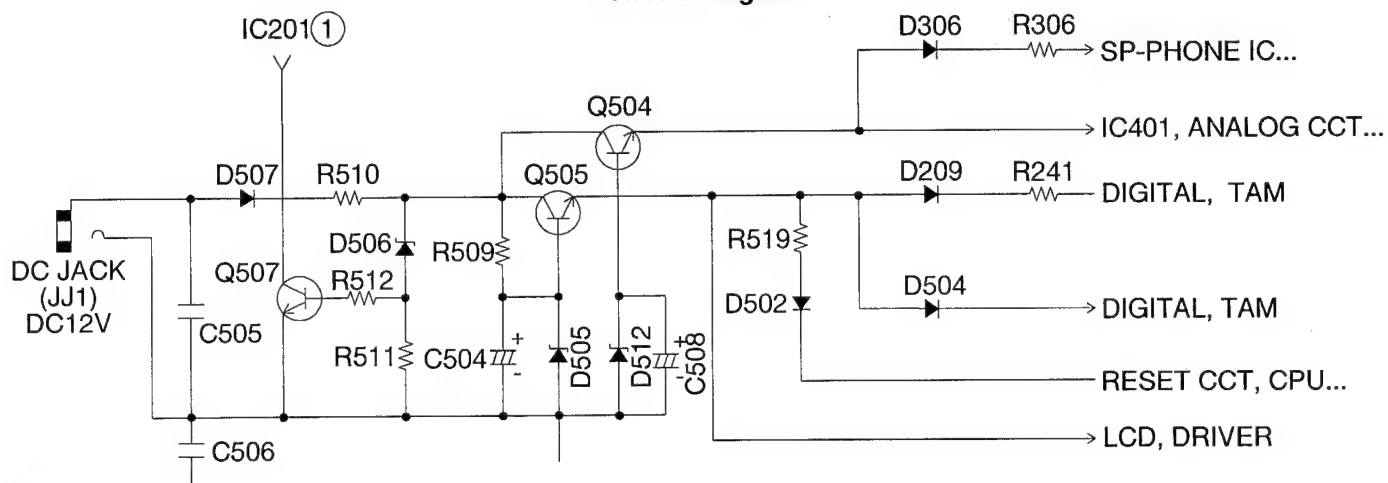 IC201 ①
D306
R306
SP-PHONE IC...
Q504
IC401, ANALOG CCT...
D507
R510
Q505
D209
R241
DIGITAL, TAM
DC JACK
(JJ1)
DC12V
D506
R509
R519
Q507
R512
D504
C505
D502
DIGITAL, TAM
R511
C504
+
-
D505
D512
+
-
C508
RESET CCT, CPU...
C506
LCD, DRIVER